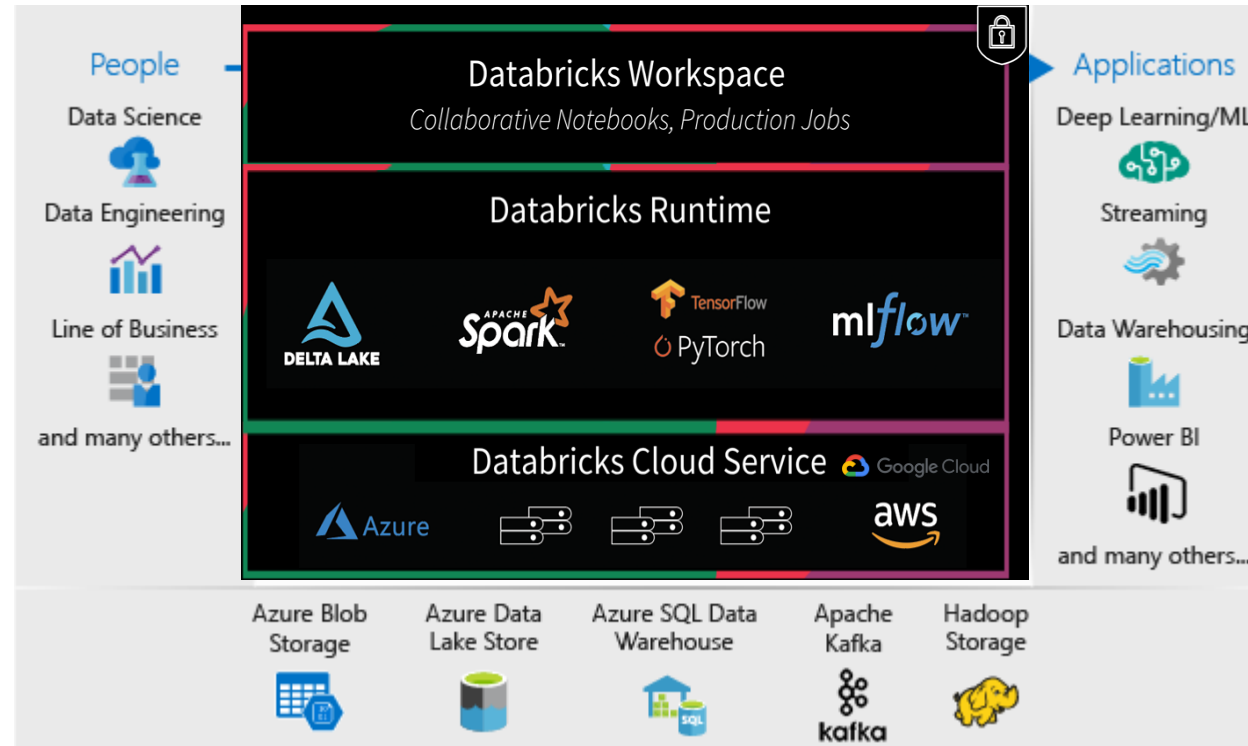 People
Data Science
Data Engineering
Line of Business
and many others...
Databricks Workspace
Collaborative Notebooks, Production Jobs
Databricks Runtime
DELTA LAKE
APACHE
Spark™
TensorFlow
PyTorch
mlflow™
Databricks Cloud Service
Google Cloud
Azure
aws
Applications
Deep Learning/ML
Streaming
Data Warehousing
Power BI
and many others...
Azure Blob
Storage
Azure Data
Lake Store
Azure SQL Data
Warehouse
SQL
Apache
Kafka
kafka
Hadoop
Storage